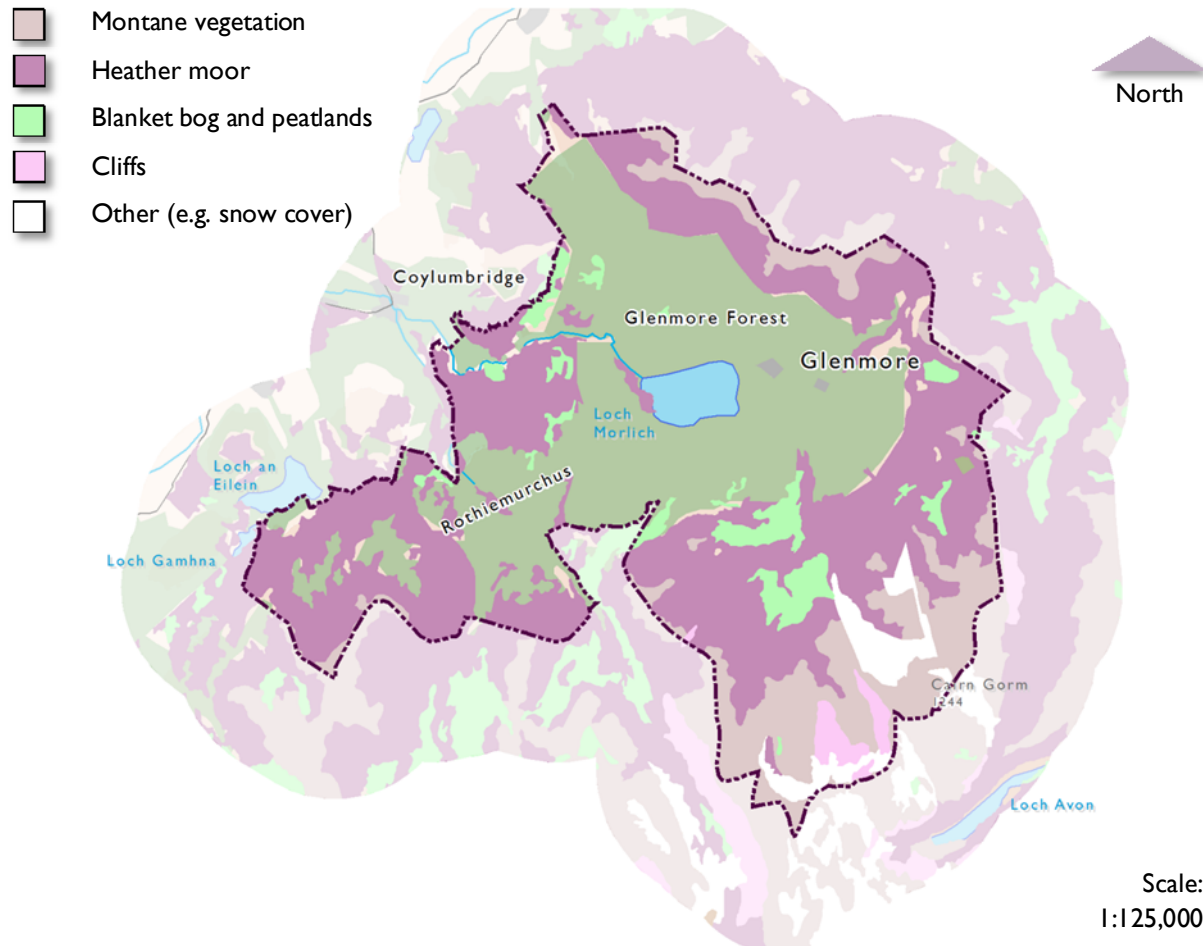 Montane vegetation
Heather moor
Blanket bog and peatlands
Cliffs
Other (e.g. snow cover)
North
Coylumbridge
Glenmore Forest
Glenmore
Loch
Morlich
Loch an
Eilein
Rothiemurchus
Loch Gamhna
Cairn Gorm
1244
Loch Avon
Scale:
1:125,000